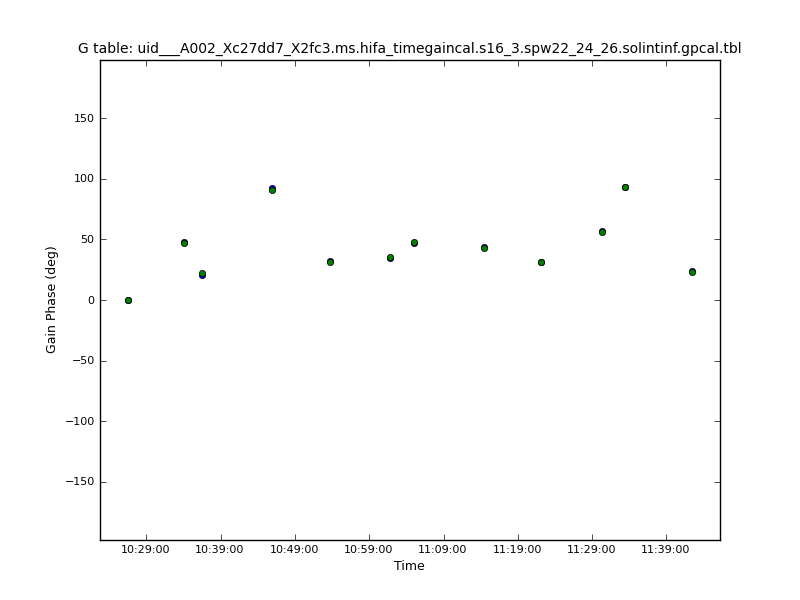 G table: uid___A002_Xc27dd7_X2fc3.ms.hifa_timegaincal.s16_3.spw22_24_26.solintinf.gpcal.tbl
150
100
50
0
−50
−100
−150
Gain Phase (deg)
10:29:00 10:39:00 10:49:00 10:59:00 11:09:00 11:19:00 11:29:00 11:39:00
Time